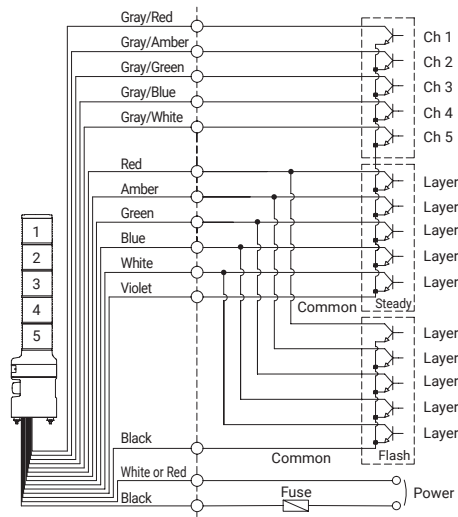 Gray/Red
Gray/Amber
Gray/Green
Gray/Blue
Gray/White
Ch 1
Ch 2
Ch 3
Ch 4
Ch 5
Red
Amber
Green
Blue
White
Violet
Layer
Layer
Layer
Layer
Layer
Common
Steady
1
2
3
4
5
Layer
Layer
Layer
Layer
Layer
Black
Common
Flash
White or Red
Black
Fuse
Power